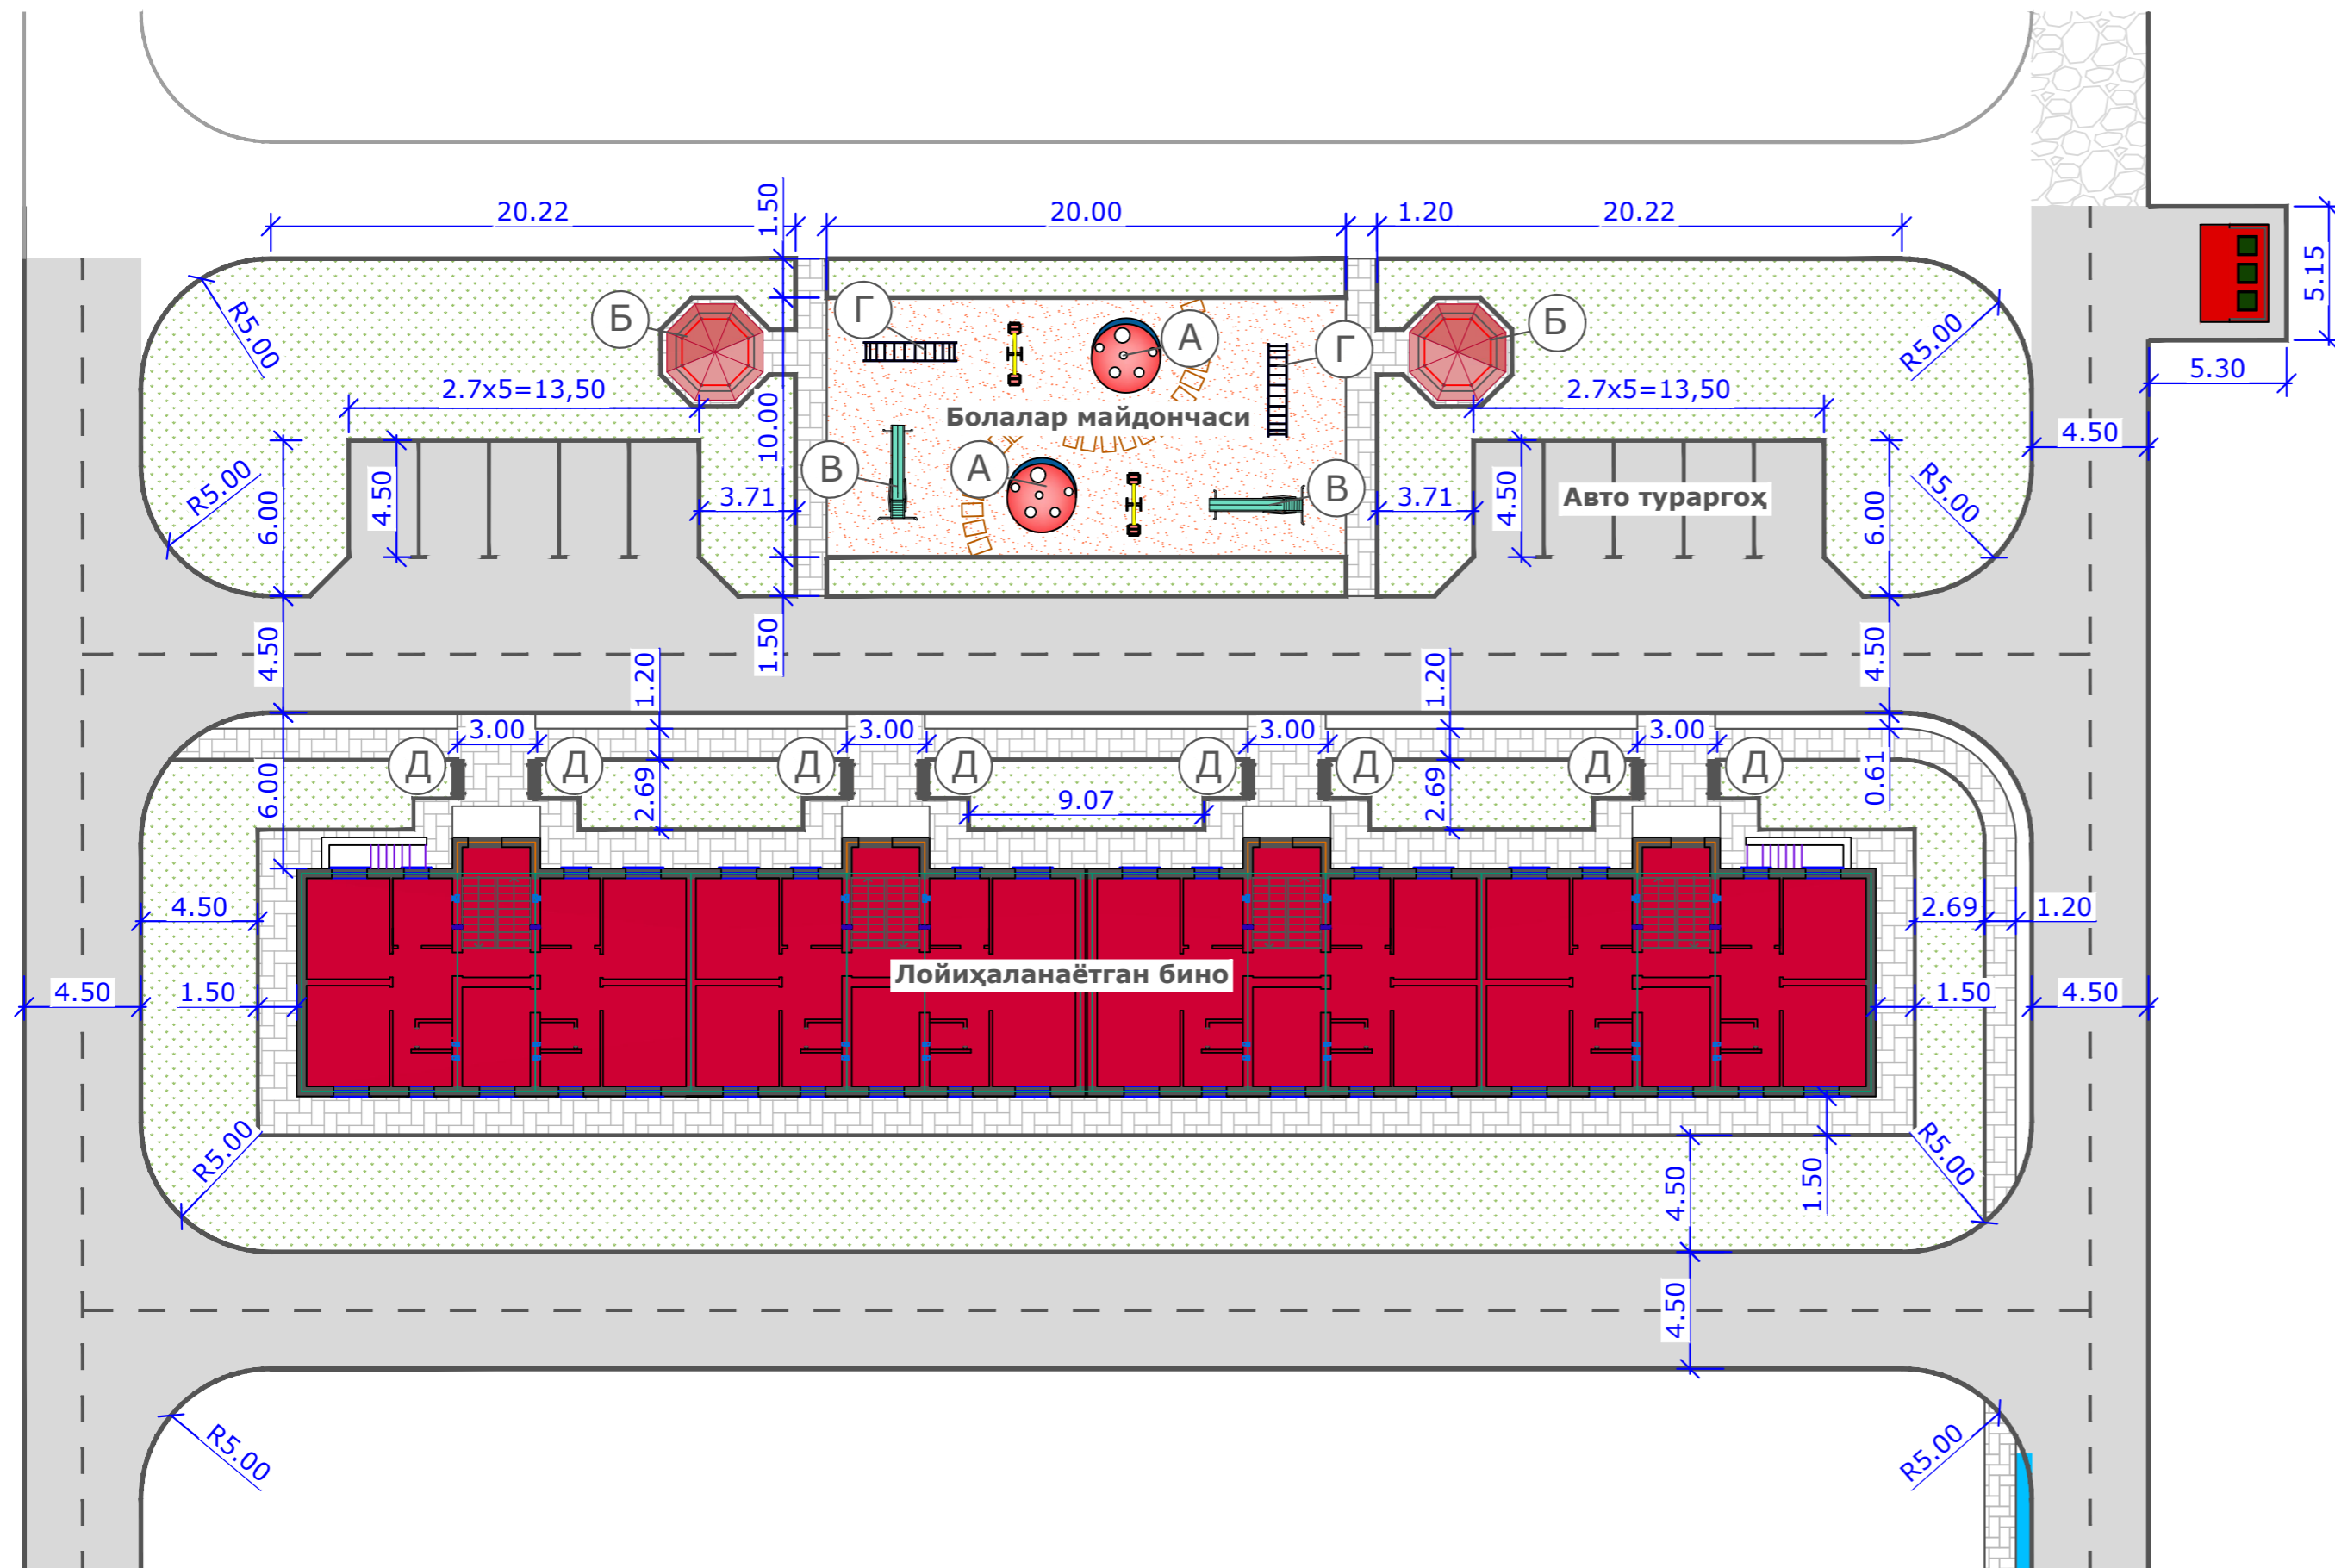 20.22
1.50
20.00
1.20
20.22
5.15
R5.00
Б
Г
А
Г
Б
R5.00
5.30
2.7x5=13,50
10.00
Болалар майдончаси
2.7x5=13,50
4.50
R5.00
6.00
4.50
3.71
В
А
В
3.71
4.50
Авто тураргоҳ
6.00
R5.00
4.50
1.50
1.20
1.20
4.50
3.00
3.00
3.00
3.00
Д
Д
Д
Д
Д
Д
Д
Д
6.00
2.69
9.07
2.69
0.61
4.50
2.69
1.20
Лойиҳаланаётган бино
4.50
1.50
1.50
4.50
R5.00
4.50
1.50
R5.00
4.50
R5.00
R5.00